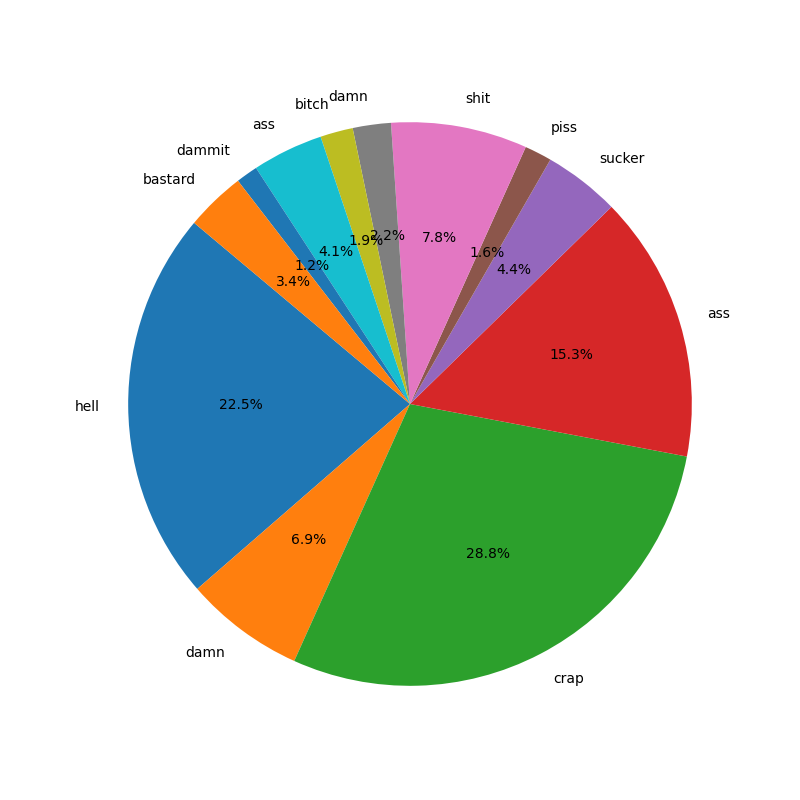 shit
damn
bitch
piss
ass
dammit
sucker
bastard
2.2%
7.8%
1.9%
4.1%
1.6%
1.2%
4.4%
3.4%
ass
15.3%
hell
22.5%
6.9%
28.8%
damn
crap